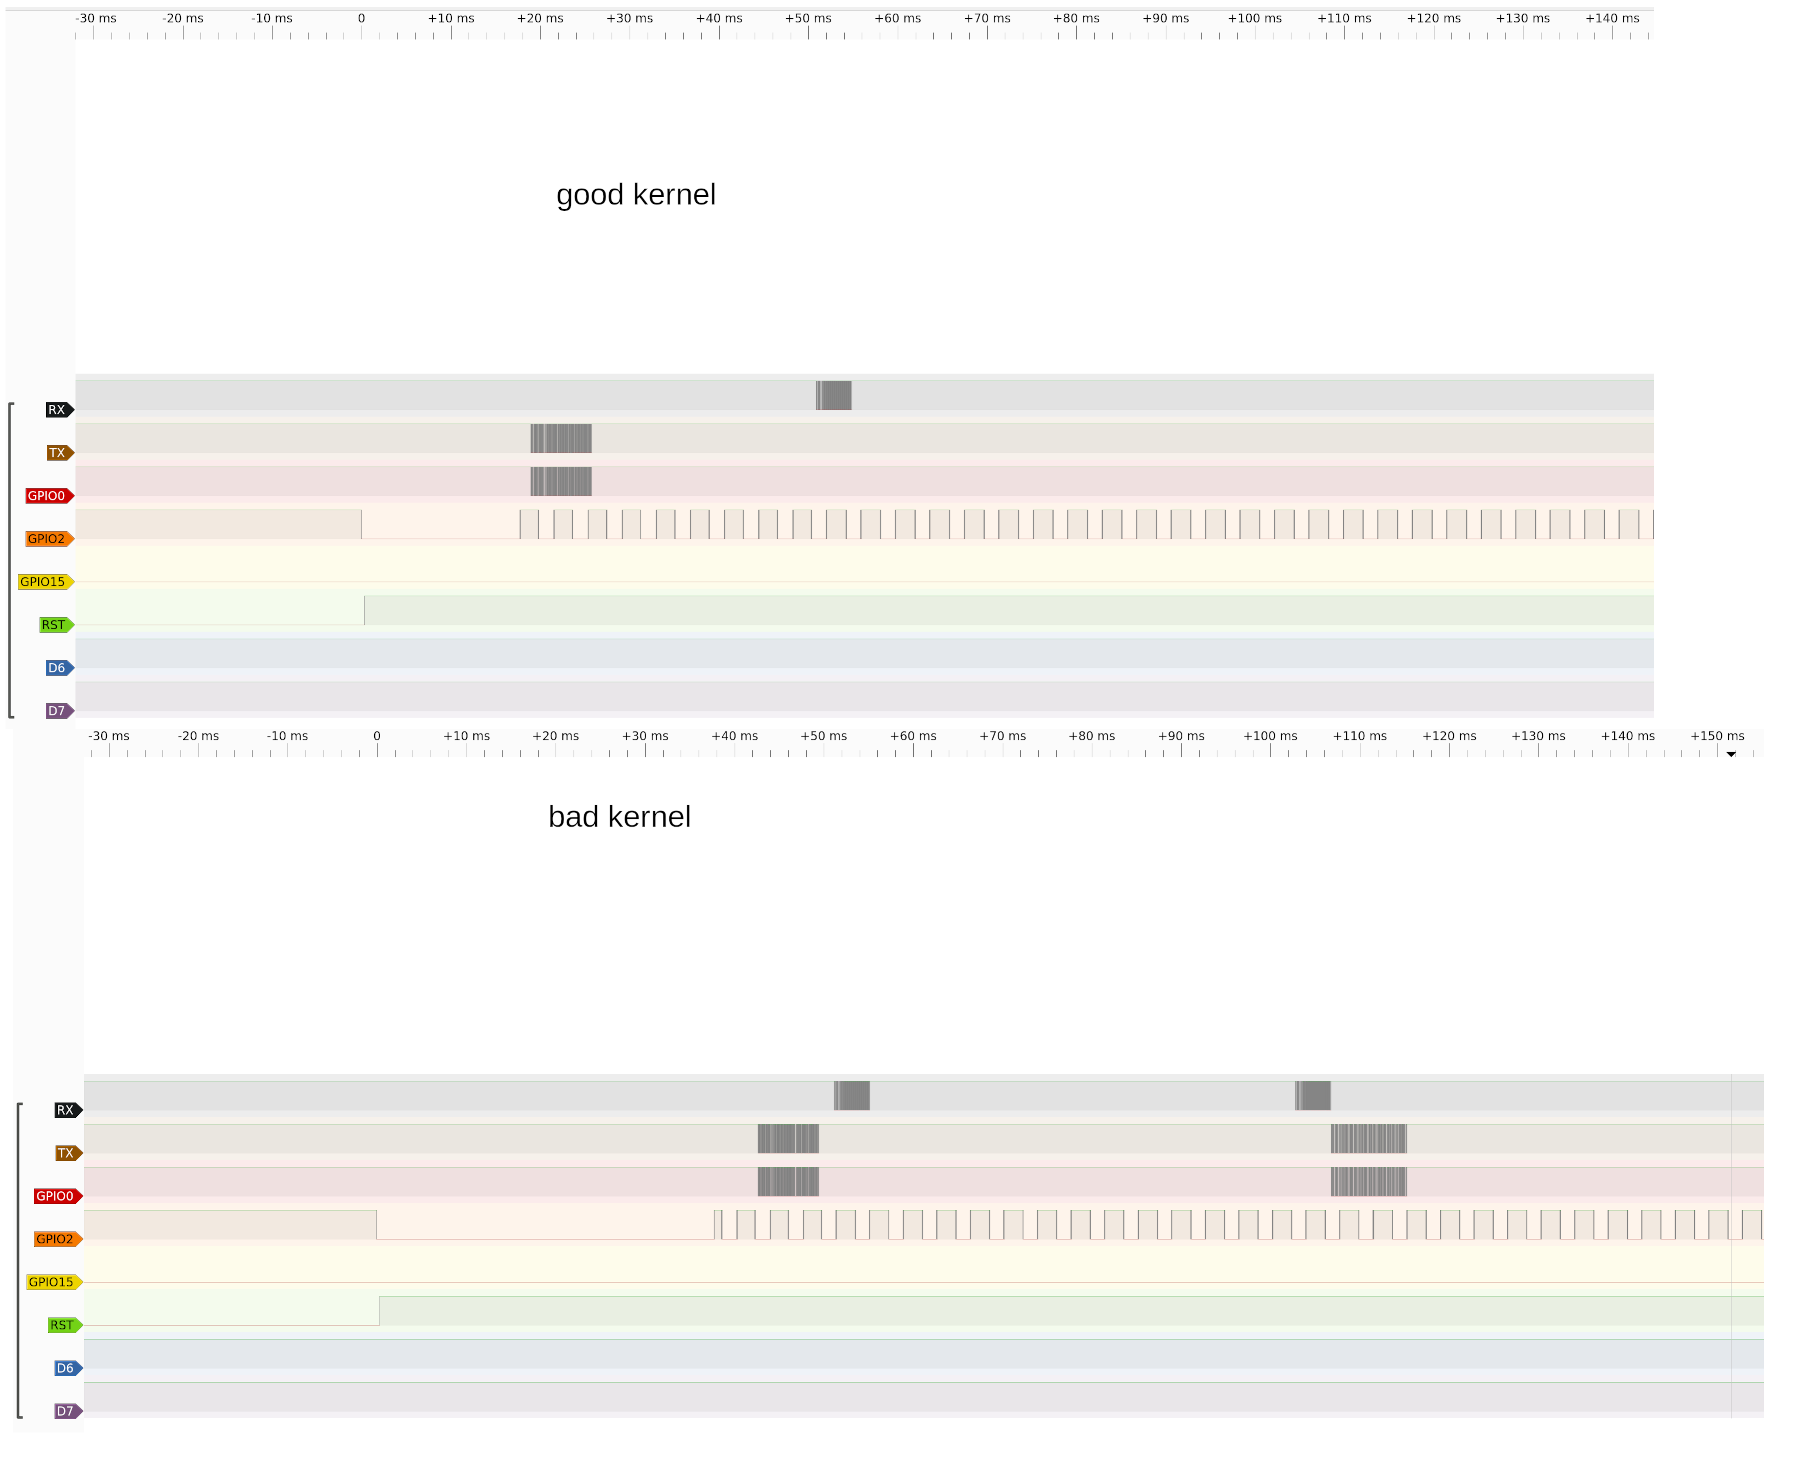 -30 ms -20 ms -10 ms 0 +10 ms +20 ms +30 ms +40 ms +50 ms +60 ms +70 ms +80 ms +90 ms +100 ms +110 ms +120 ms +130 ms +140 ms
good kernel
RX
TX
GPIO0
GPIO2
GPIO15
RST
D6
D7
-30 ms -20 ms -10 ms 0 +10 ms +20 ms +30 ms +40 ms +50 ms +60 ms +70 ms +80 ms +90 ms +100 ms +110 ms +120 ms +130 ms +140 ms +150 ms
bad kernel
RX
TX
GPIO0
GPIO2
GPIO15
RST
D6
D7